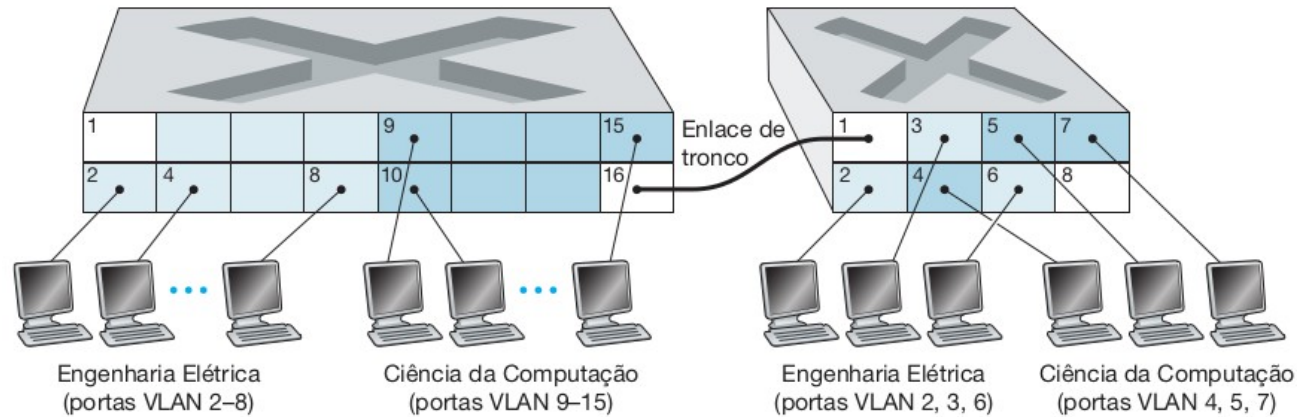 1
9
15
2
4
8
10
16
Enlace de
tronco
1
3
5
7
2
4
6
8
Engenharia Elétrica
(portas VLAN 2–8)
Ciência da Computação
(portas VLAN 9–15)
Engenharia Elétrica
(portas VLAN 2, 3, 6)
Ciência da Computação
(portas VLAN 4, 5, 7)